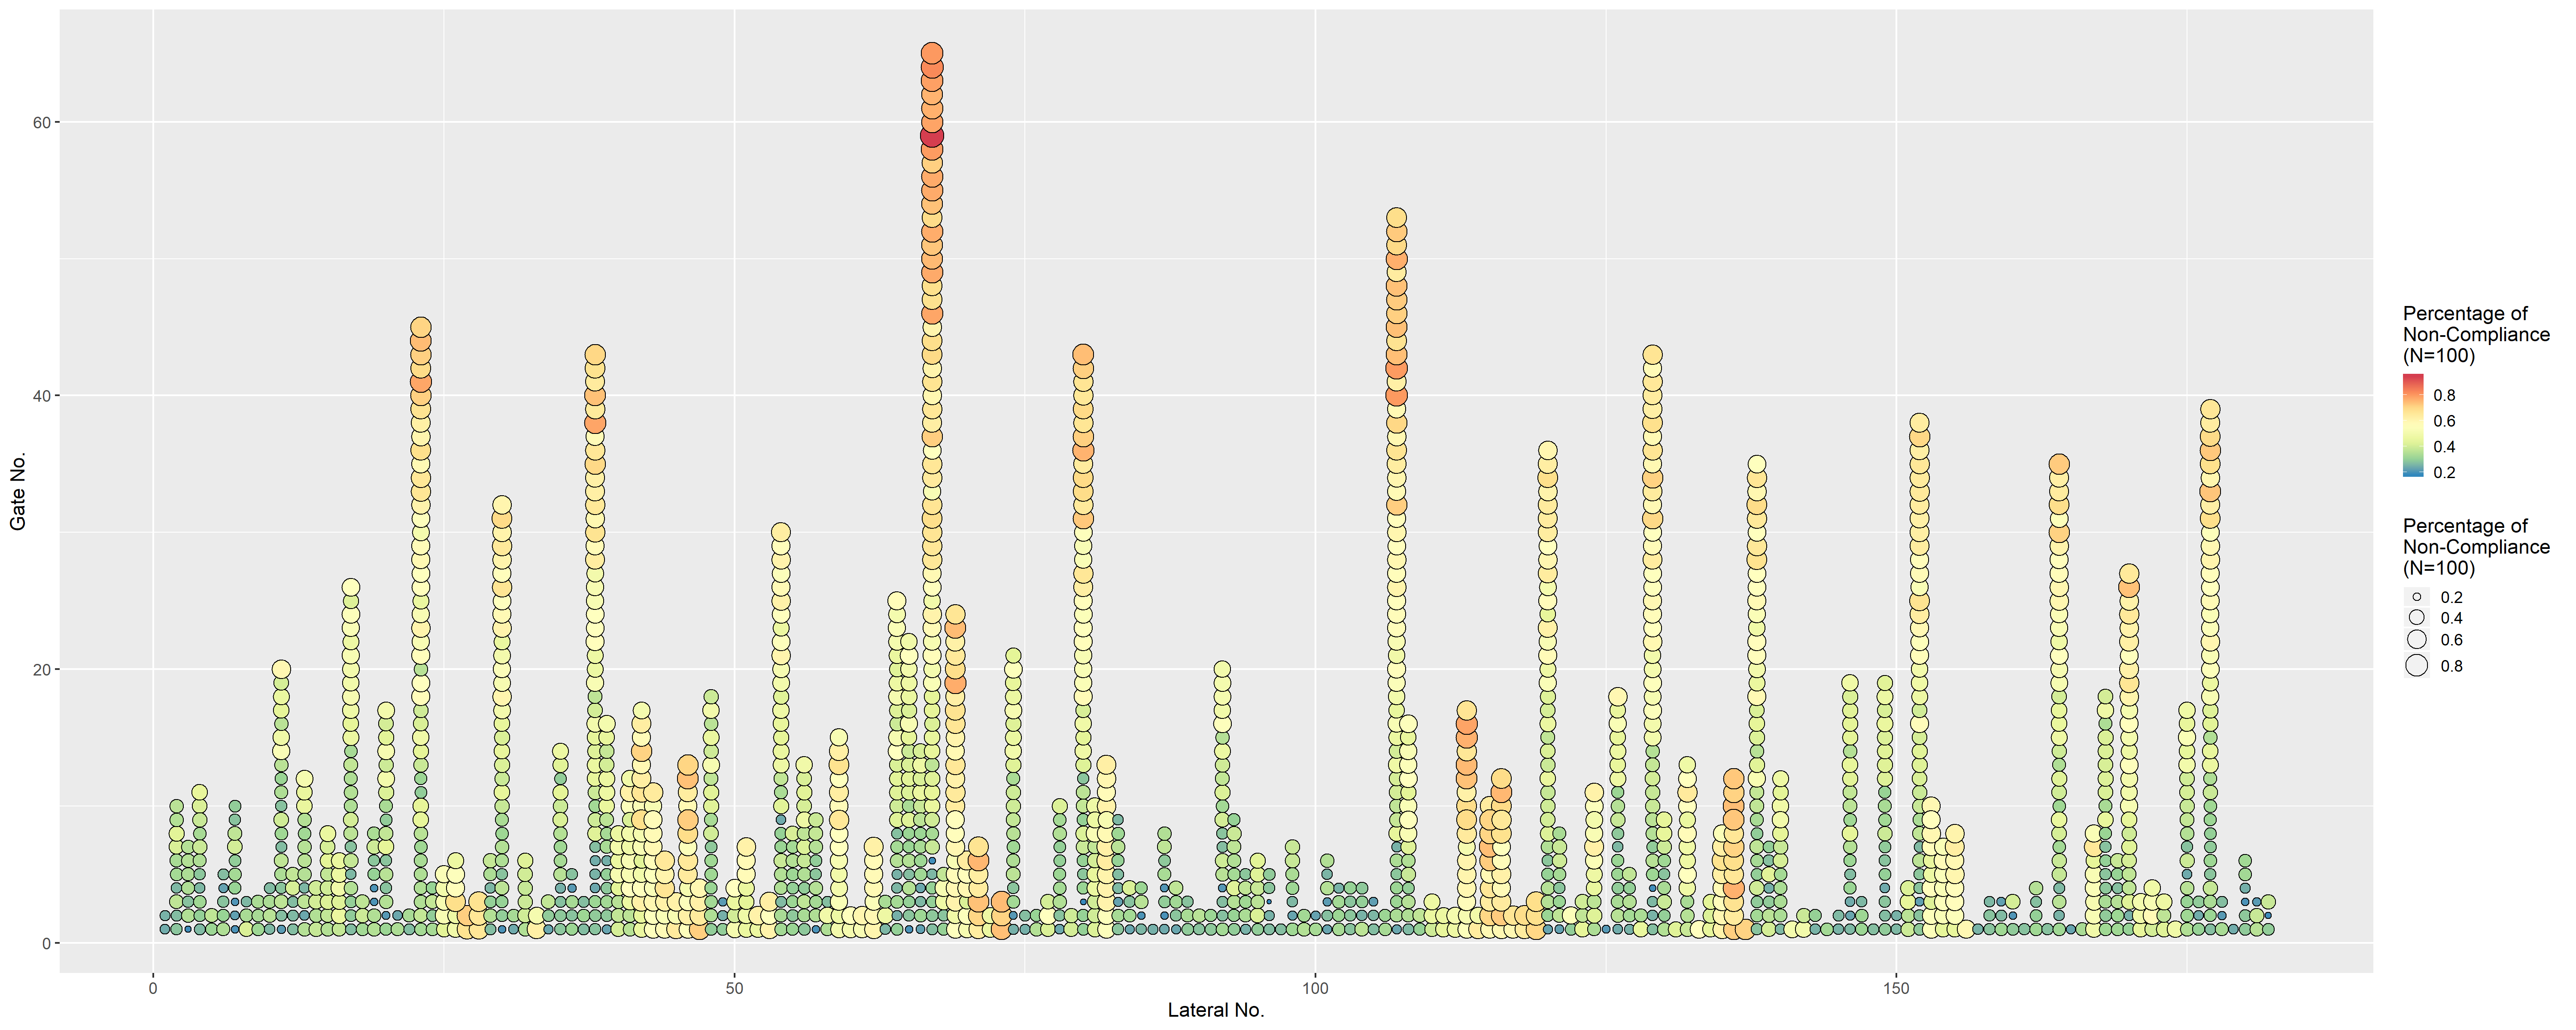 60
40
20
0
Gate No.
0
50
100
150
Lateral No.
Percentage of
Non-Compliance
(N=100)
0.8
0.6
0.4
0.2
Percentage of
Non-Compliance
(N=100)
0.2
0.4
0.6
0.8